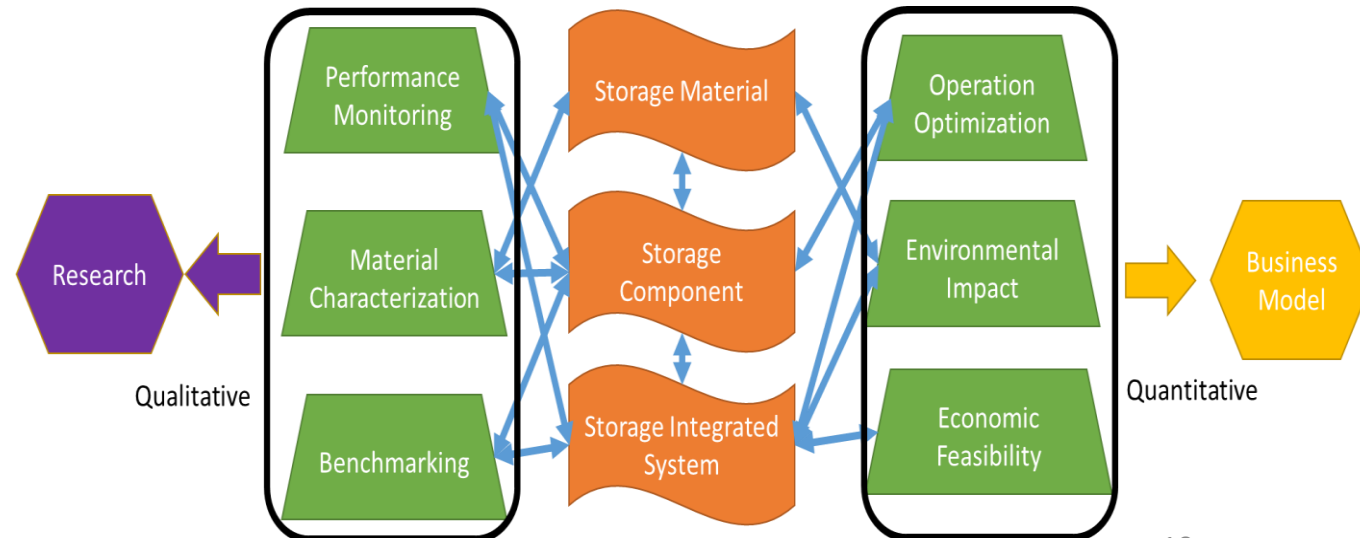 Performance
Monitoring
Storage Material
Operation
Optimization
Research
Material
Characterization
Storage
Component
Environmental
Impact
Business
Model
Qualitative
Quantitative
Benchmarking
Storage Integrated
System
Economic
Feasibility